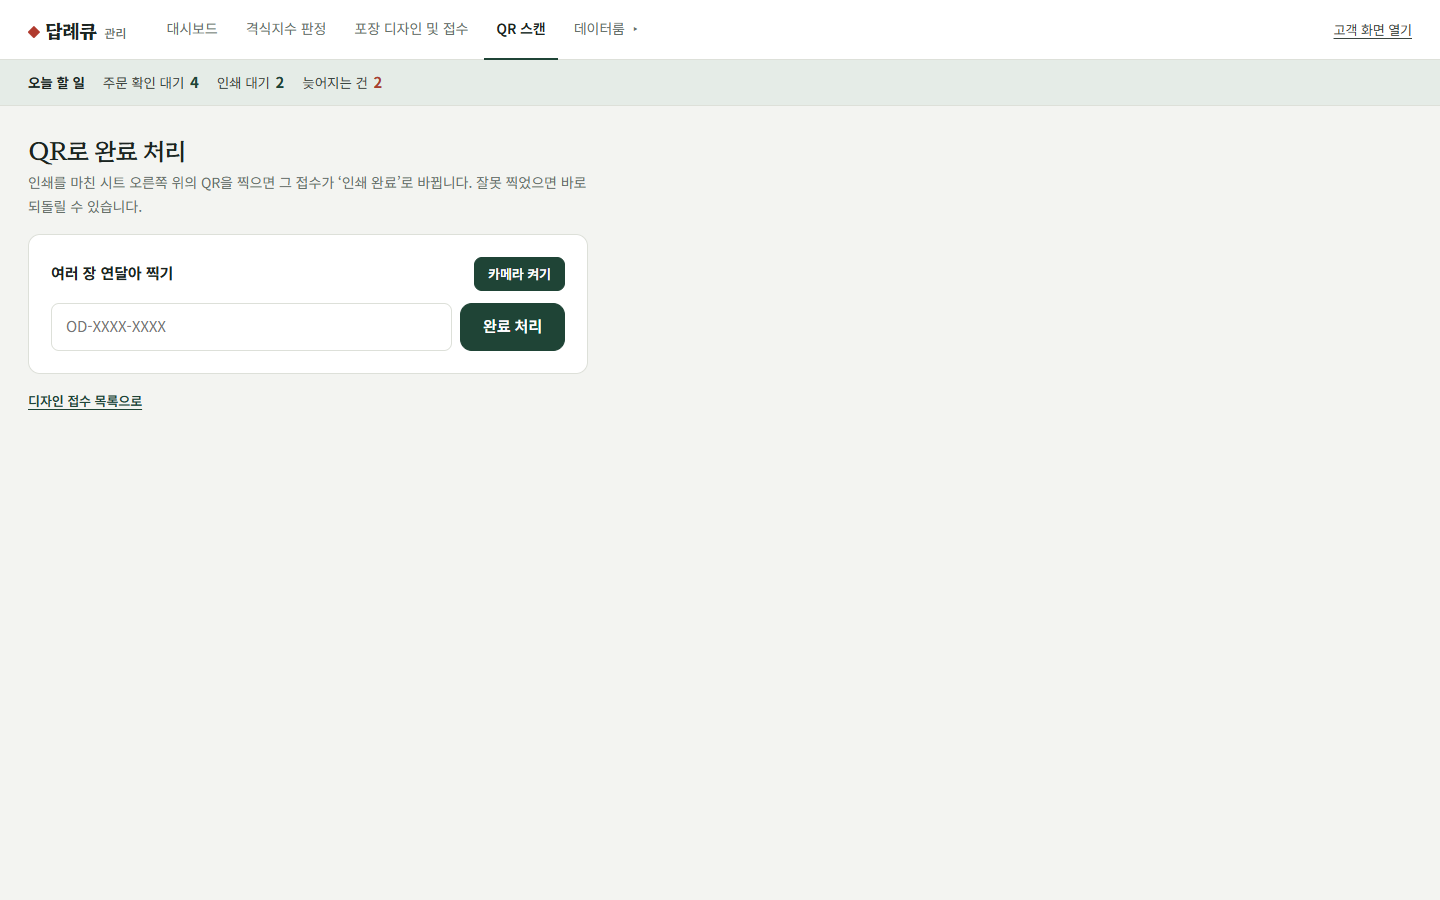 답례큐 관리 대시보드 격식지수 판정 포장 디자인 및 접수 QR 스캔 데이터룸 ▸ 고객 화면 열기
오늘 할 일 주문 확인 대기 4 인쇄 대기 2 늦어지는 건 2
QR로 완료 처리
인쇄를 마친 시트 오른쪽 위의 QR을 찍으면 그 접수가 ‘인쇄 완료’로 바뀝니다. 잘못 찍었으면 바로
되돌릴 수 있습니다.
여러 장 연달아 찍기 카메라 켜기
OD-XXXX-XXXX 완료 처리
디자인 접수 목록으로